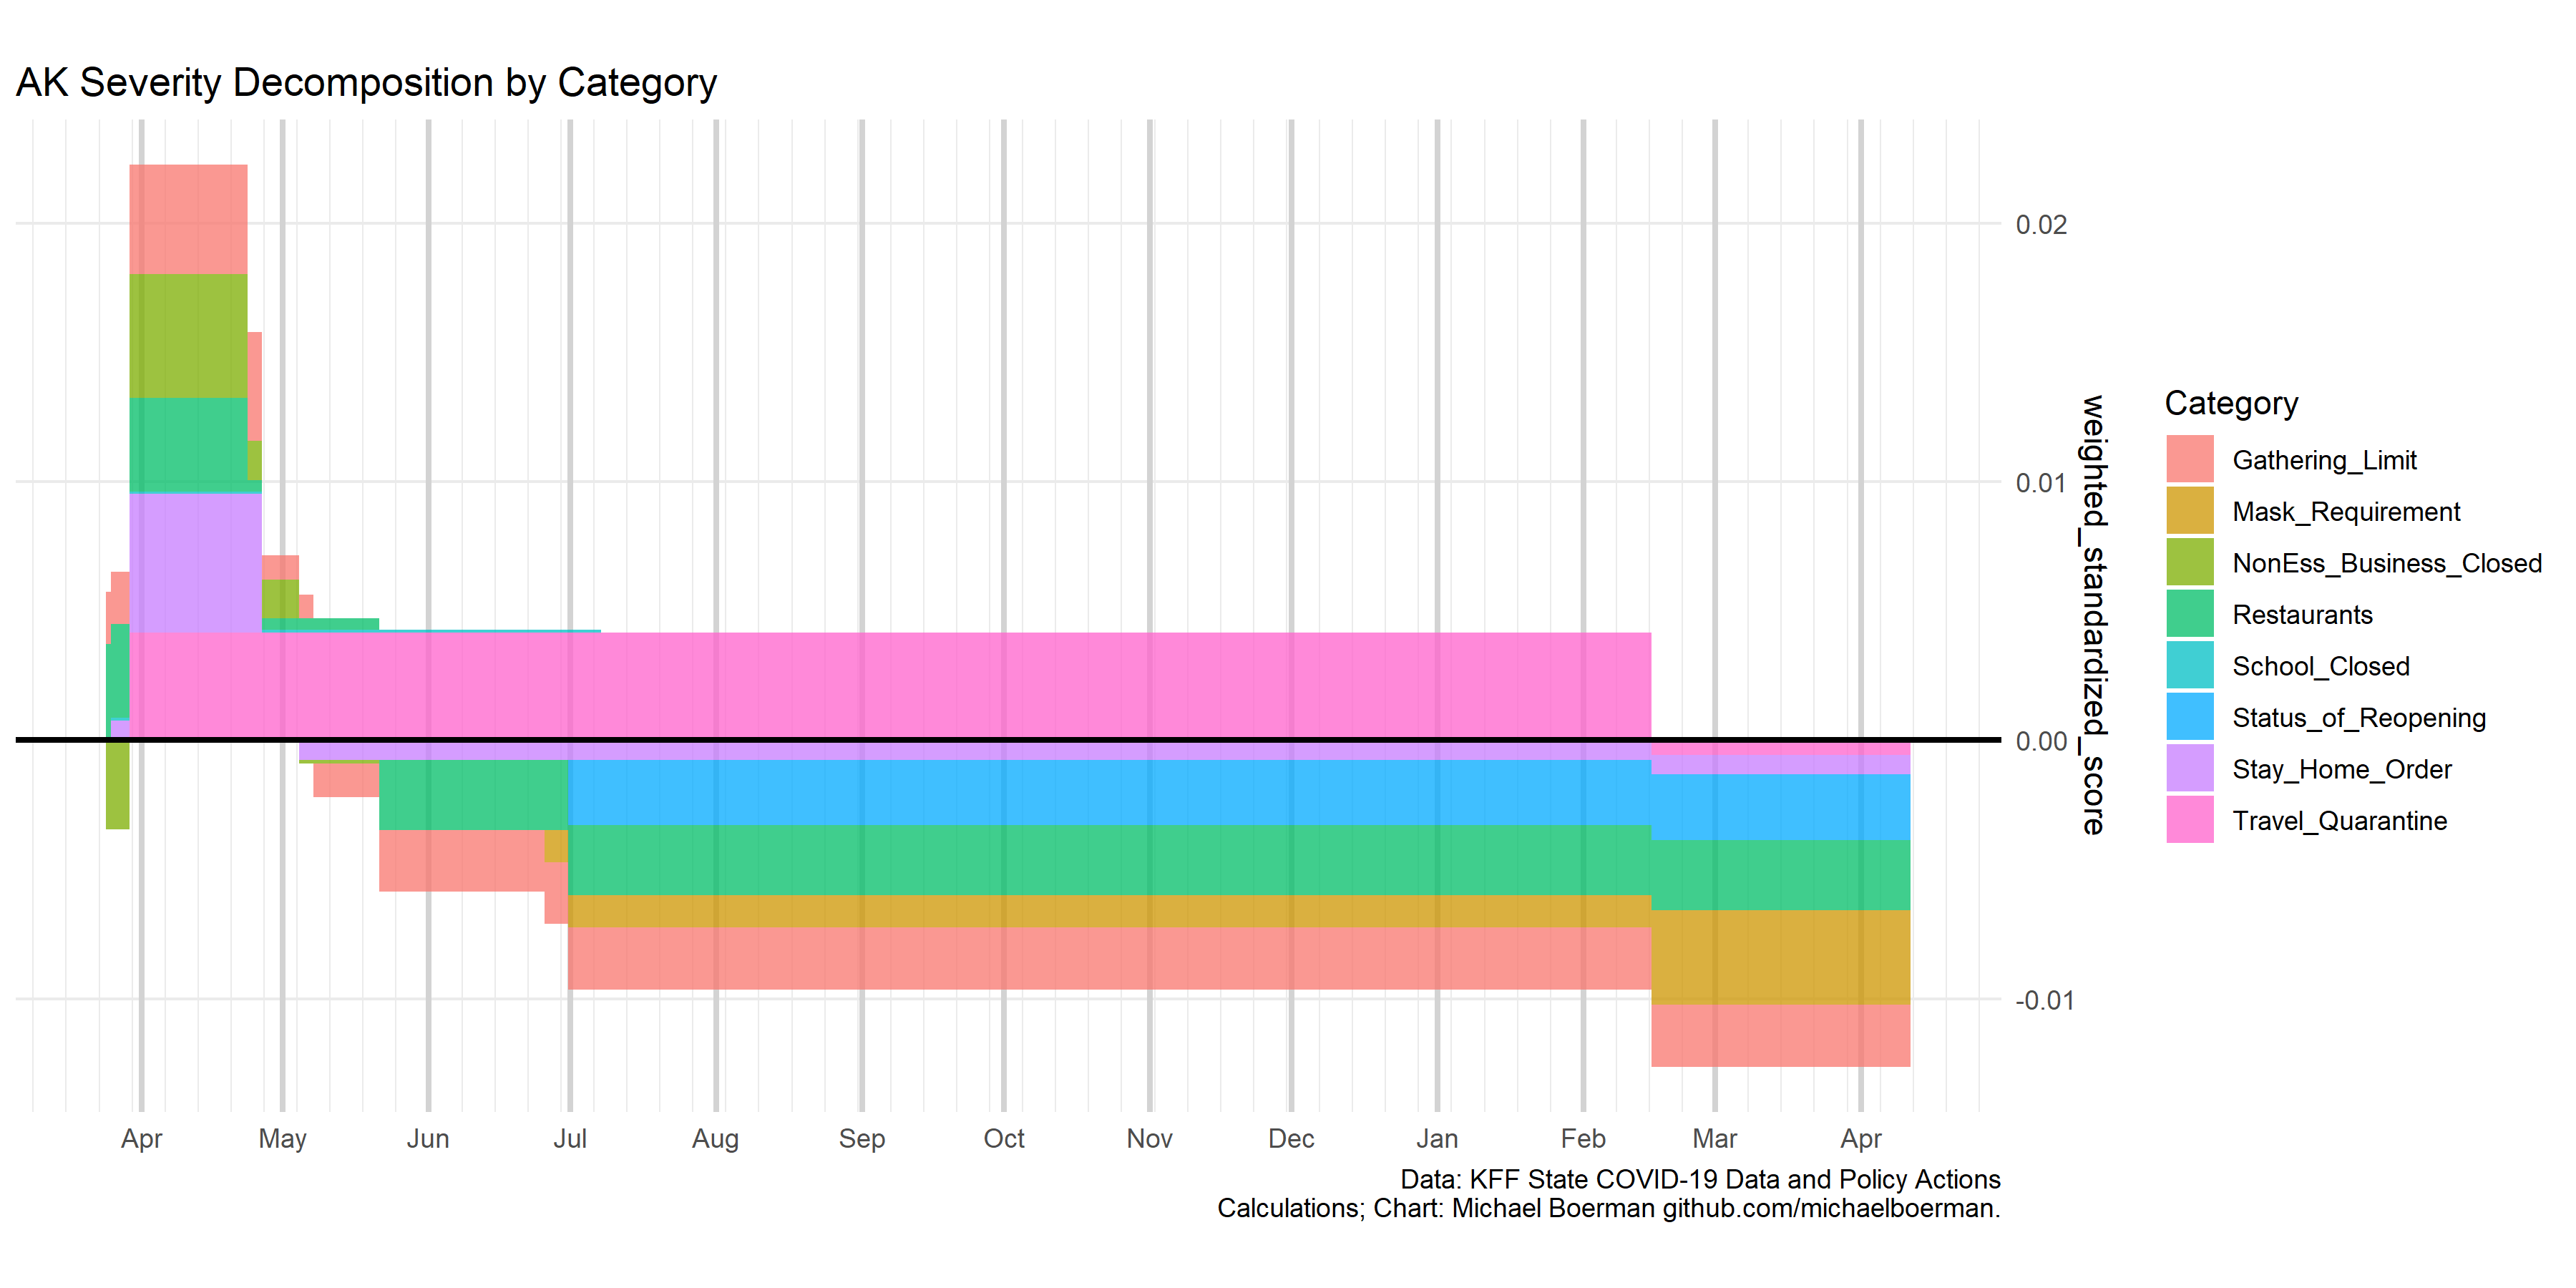 AK Severity Decomposition by Category
0.02
0.01
0.00
-0.01
weighted_standardized_score
Apr
May
Jun
Jul
Aug
Sep
Oct
Nov
Dec
Jan
Feb
Mar
Apr
Category
Gathering_Limit
Mask_Requirement
NonEss_Business_Closed
Restaurants
School_Closed
Status_of_Reopening
Stay_Home_Order
Travel_Quarantine
Data: KFF State COVID-19 Data and Policy Actions
Calculations; Chart: Michael Boerman github.com/michaelboerman.